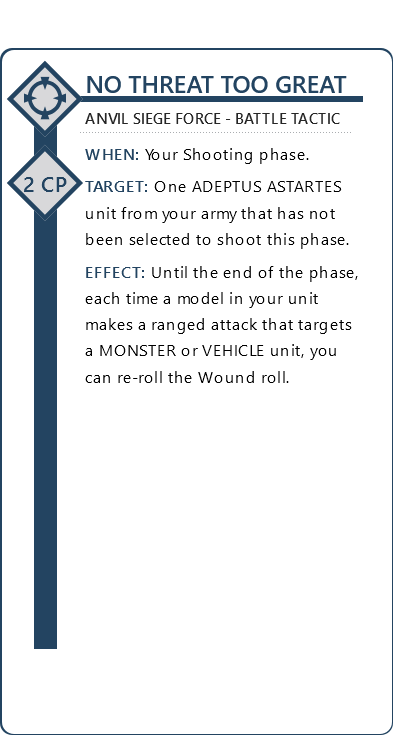 NO THREAT TOO GREAT
ANVIL SIEGE FORCE - BATTLE TACTIC
WHEN: Your Shooting phase.
2 CP
TARGET: One ADEPTUS ASTARTES
unit from your army that has not
been selected to shoot this phase.
EFFECT: Until the end of the phase,
each time a model in your unit
makes a ranged attack that targets
a MONSTER or VEHICLE unit, you
can re-roll the Wound roll.